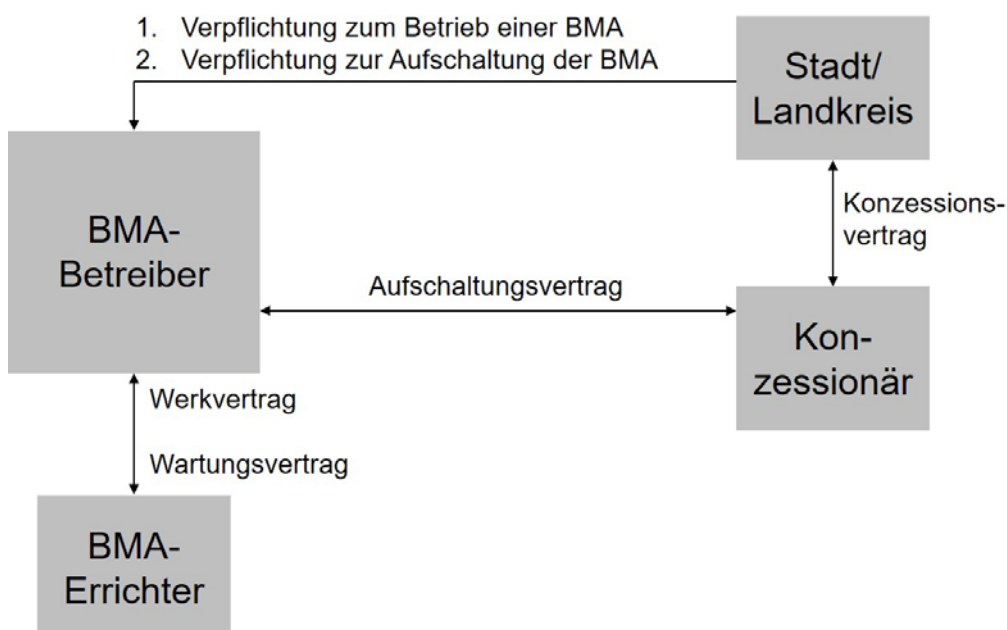 1. Verpflichtung zum Betrieb einer BMA
2. Verpflichtung zur Aufschaltung der BMA
Stadt/
Landkreis
BMA-
Betreiber
Konzessions-
vertrag
Aufschaltungsvertrag
Kon-
zessionär
Werkvertrag
Wartungsvertrag
BMA-
Errichter